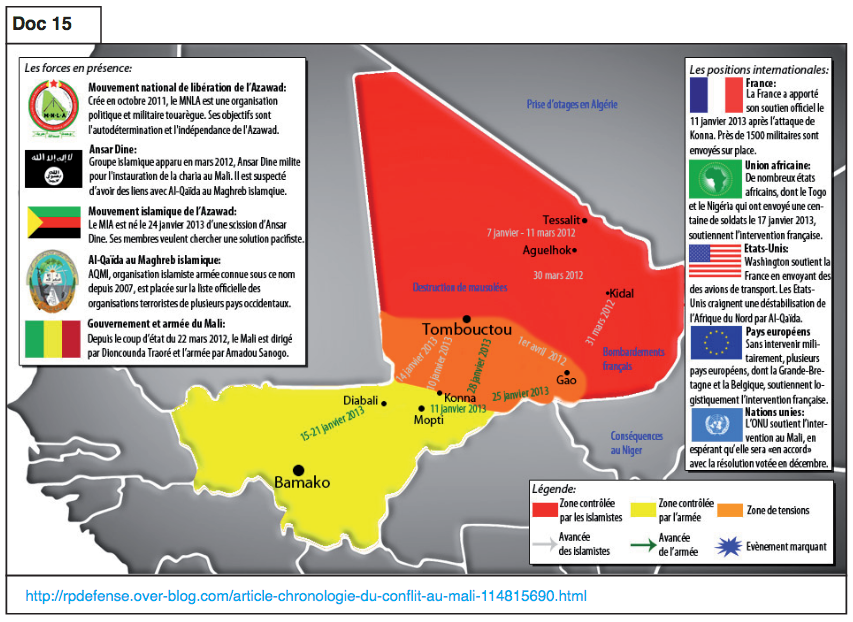 Doc 15
Les forces en présence:
Mouvement national de libération de l'Azawad:
Crée en octobre 2011, le MNLA est une organisation
politique et militaire touarègue. Ses objectifs sont
l'autodétermination et l'indépendance de l'Azawad.
Ansar Dine:
Groupe islamique apparu en mars 2012, Ansar Dine milite
pour l'instauration de la charia au Mali. Il est suspecté
d'avoir des liens avec Al-Qaïda au Maghreb islamqiue.
Mouvement islamique de l'Azawad:
Le MIA est né le 24 janvier 2013 d'une scission d'Ansar
Dine. Ses membres veulent chercher une solution pacifiste.
Al-Qaïda au Maghreb islamique:
AQMI, organisation islamiste armée connue sous ce nom
depuis 2007, est placée sur la liste officielle des
organisations terroristes de plusieurs pays occidentaux.
Gouvernement et armée du Mali:
Depuis le coup d'état du 22 mars 2012, le Mali est dirigé
par Dioncounda Traoré et l'armée par Amadou Sanogo.
MNLA
Prise d'otages en Algérie
Tessalit
7 janvier - 11 mars 2012
Aguelhok
30 mars 2012
Kidal
31 mars 2012
Destruction de mausolées
Tombouctou
1er avril 2012
Bombardements
français
Gao
14 janvier 2013
10 janvier 2013
28 janvier 2013
25 janvier 2013
Konna
11 janvier 2013
Diabali
Mopti
15-21 janvier 2013
Bamako
Conséquences
au Niger
Les positions internationales:
France:
La France a apporté
son soutien officiel le
11 janvier 2013 après l'attaque de
Konna. Près de 1500 militaires sont
envoyés sur place.
Union africaine:
De nombreux états
africains, dont le Togo
et le Nigéria qui ont envoyé une cen-
taine de soldats le 17 janvier 2013,
soutiennent l'intervention française.
Etats-Unis:
Washington soutient la
France en envoyant des
des avions de transport. Les États-
Unis craignent une déstabilisation de
l'Afrique du Nord par Al-Qaïda.
Pays européens
Sans intervenir mili-
tairement, plusieurs
pays européens, dont la Grande-Bre-
tagne et la Belgique, soutiennent lo-
gistiquement l'intervention française.
Nations unies:
L'ONU soutient l'inter-
vention au Mali, en
espérant qu'elle sera «en accord»
avec la résolution votée en décembre.
Légende:
Zone contrôlée
par les islamistes
Zone contrôlée
par l'armée
Zone de tensions
Avancée
des islamistes
Avancée
de l'armée
Evènement marquant
http://rpdefense.over-blog.com/article-chronologie-du-conflit-au-mali-114815690.html